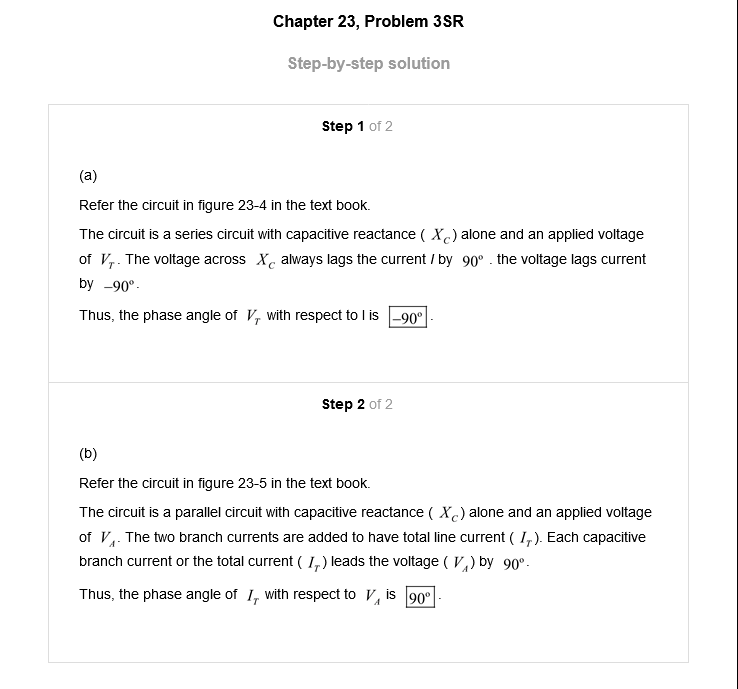 Chapter 23, Problem 3SR
Step-by-step solution
Step 1 of 2
(a)
Refer the circuit in figure 23-4 in the text book.
The circuit is a series circuit with capacitive reactance ( X_C) alone and an applied voltage
of V_T. The voltage across X_C always lags the current I by 90° . the voltage lags current
by –90°.
Thus, the phase angle of V_T with respect to I is –90°.
Step 2 of 2
(b)
Refer the circuit in figure 23-5 in the text book.
The circuit is a parallel circuit with capacitive reactance ( X_C) alone and an applied voltage
of V_A. The two branch currents are added to have total line current ( I_T). Each capacitive
branch current or the total current ( I_T) leads the voltage ( V_A) by 90°.
Thus, the phase angle of I_T with respect to V_A is 90°.